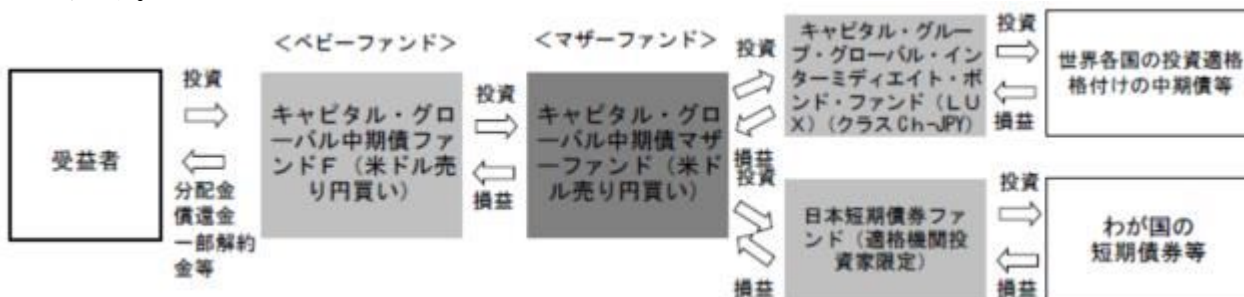 ＜ベビーファンド＞
＜マザーファンド＞
受益者
投資
分配金
償還金
一部解約
金等
キャピタル・グロ
ーバル中期債ファ
ンドＦ（米ドル売
り円買い）
投資
損益
キャピタル・グロ
ーバル中期債マザ
ーファンド（米ド
ル売り円買い）
投資
損益
キャピタル・グルー
プ・グローバル・イン
ターミディエイト・ボ
ンド・ファンド（ＬＵ
Ｘ）（クラスCh-JPY）
投資
損益
世界各国の投資適格
格付けの中期債等
投資
損益
日本短期債券ファ
ンド（適格機関投
資家限定）
投資
損益
わが国の
短期債券等